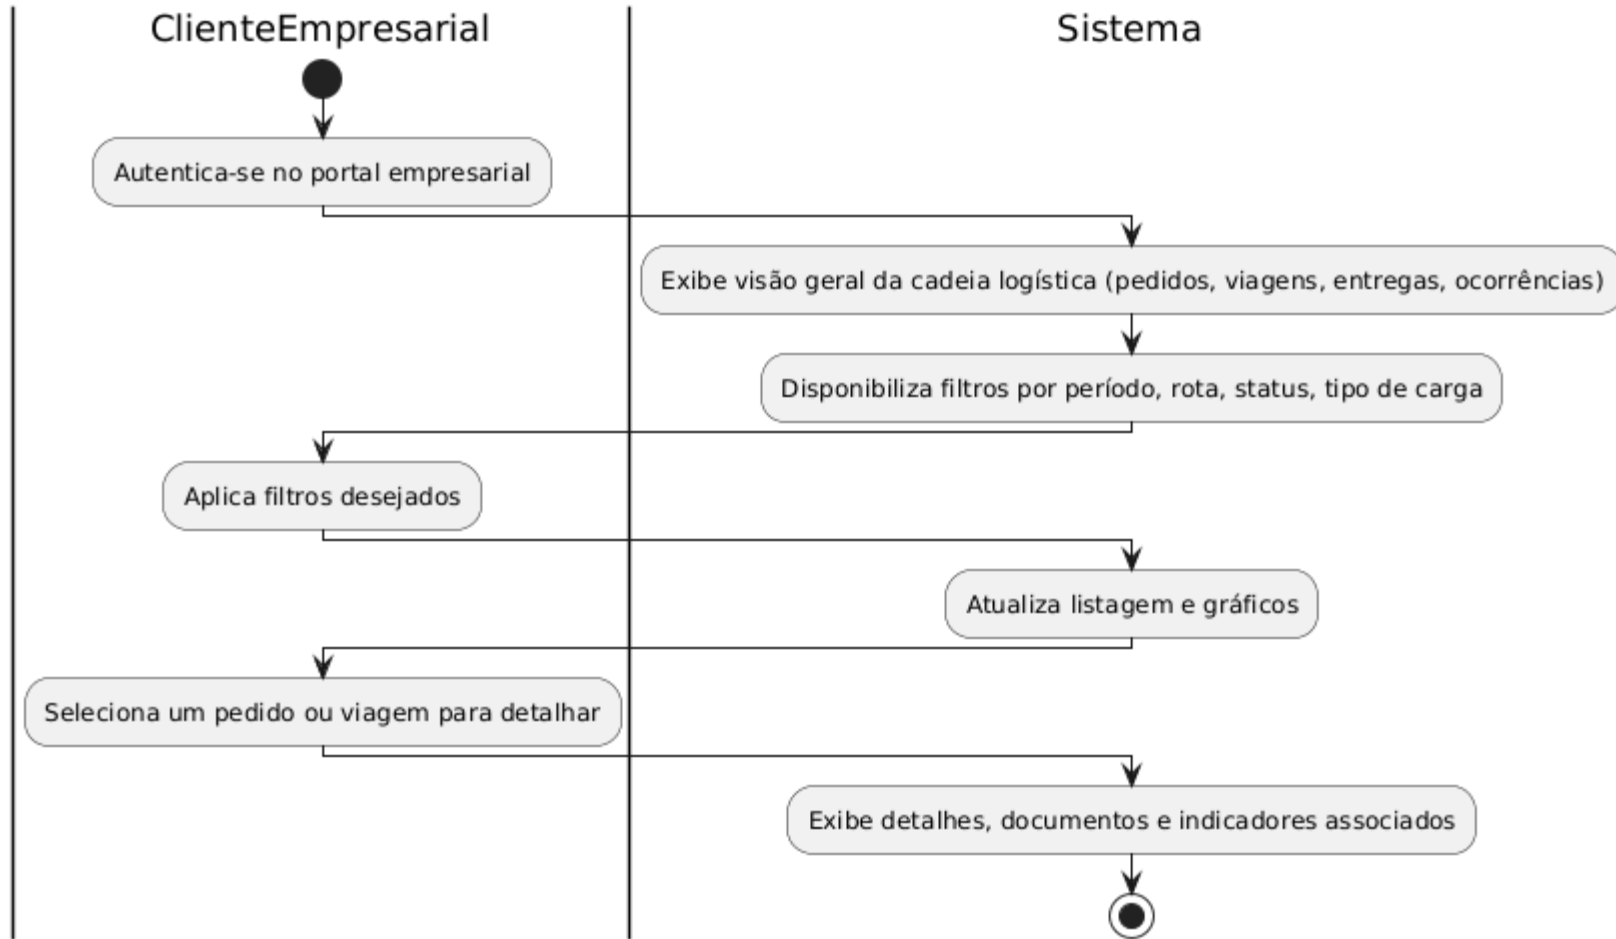 ClienteEmpresarial
Sistema
Autentica-se no portal empresarial
Exibe visão geral da cadeia logística (pedidos, viagens, entregas, ocorrências)
Disponibiliza filtros por período, rota, status, tipo de carga
Aplica filtros desejados
Atualiza listagem e gráficos
Seleciona um pedido ou viagem para detalhar
Exibe detalhes, documentos e indicadores associados